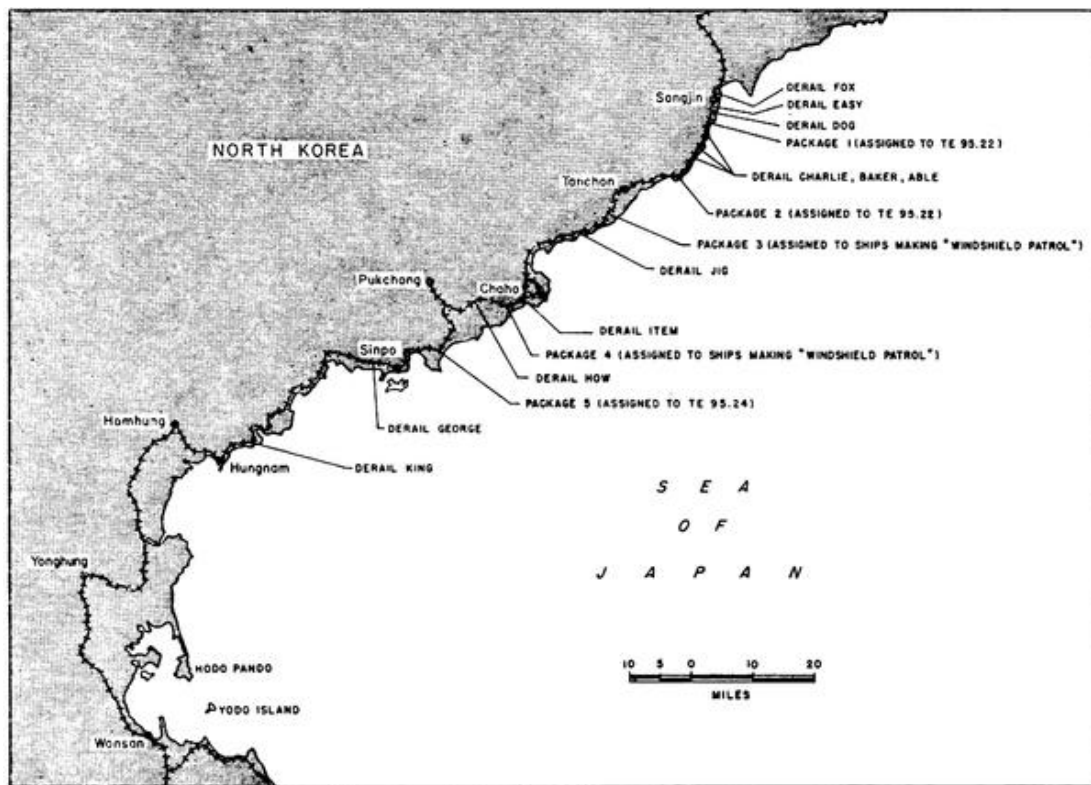 Songjin
DERAIL FOX
DERAIL EASY
DERAIL DOG
PACKAGE 1 (ASSIGNED TO TE 95.22)
NORTH KOREA
DERAIL CHARLIE, BAKER, ABLE
Tanchon
PACKAGE 2 (ASSIGNED TO TE 95.22)
PACKAGE 3 (ASSIGNED TO SHIPS MAKING "WINDSHIELD PATROL")
DERAIL JIG
Pukchong
Chaho
DERAIL ITEM
Sinpo
PACKAGE 4 (ASSIGNED TO SHIPS MAKING "WINDSHIELD PATROL")
DERAIL HOW
PACKAGE 5 (ASSIGNED TO TE 95.24)
Hamhung
DERAIL GEORGE
Hungnam
DERAIL KING
SEA
OF
JAPAN
Yonghung
HODO PANDO
10 5 0 10 20
MILES
YODO ISLAND
Wonsan